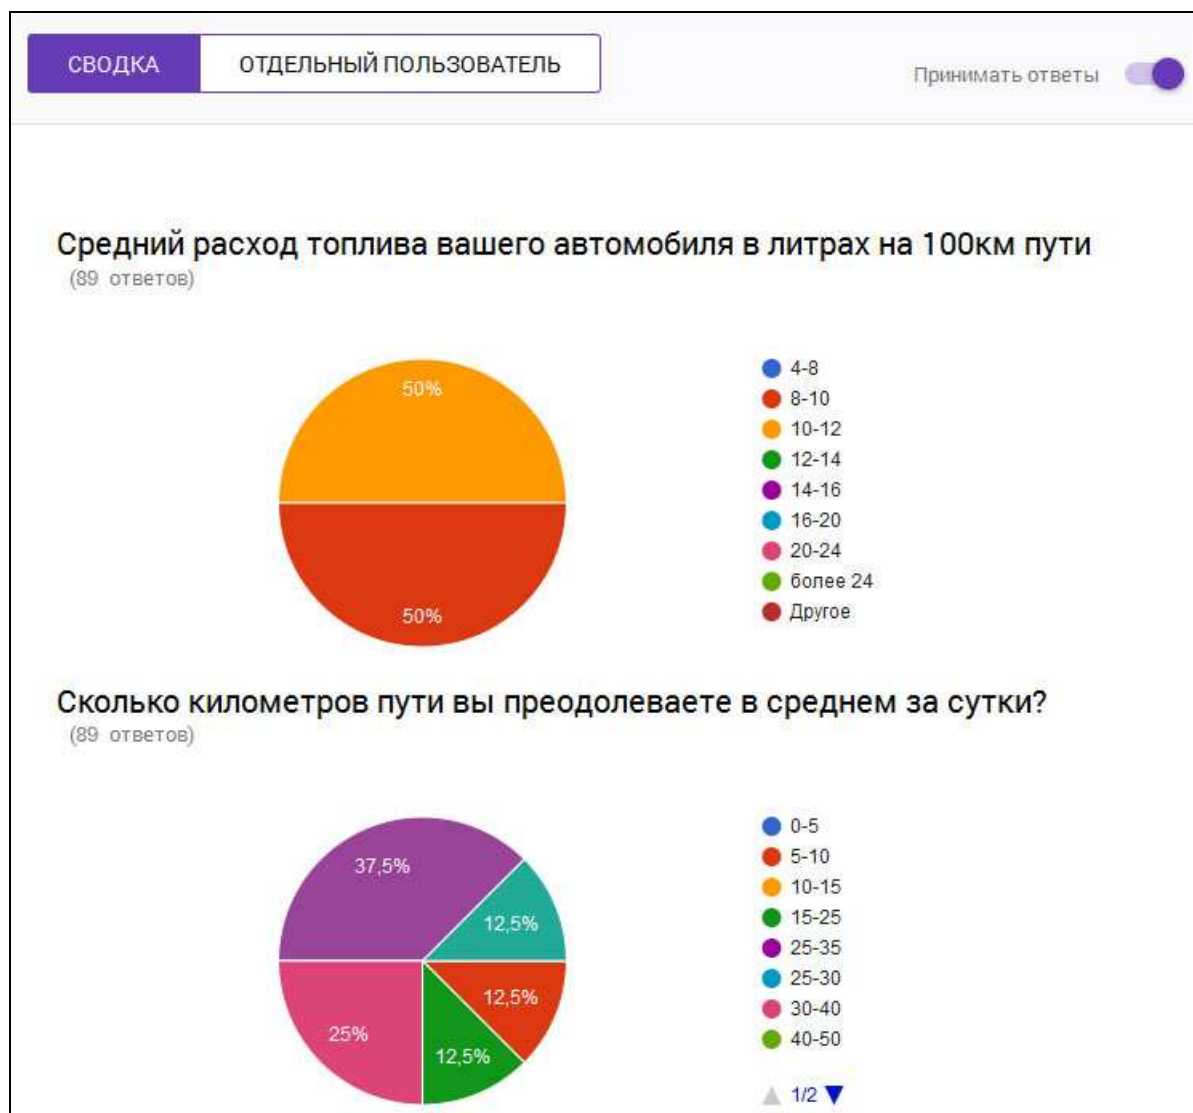 СВОДКА
ОТДЕЛЬНЫЙ ПОЛЬЗОВАТЕЛЬ
Принимать ответы
Средний расход топлива вашего автомобиля в литрах на 100км пути
(89 ответов)
50%
50%
4-8
8-10
10-12
12-14
14-16
16-20
20-24
более 24
Другое
Сколько километров пути вы преодолеваете в среднем за сутки?
(89 ответов)
37,5%
12,5%
12,5%
25%
12,5%
0-5
5-10
10-15
15-25
25-35
25-30
30-40
40-50
1/2